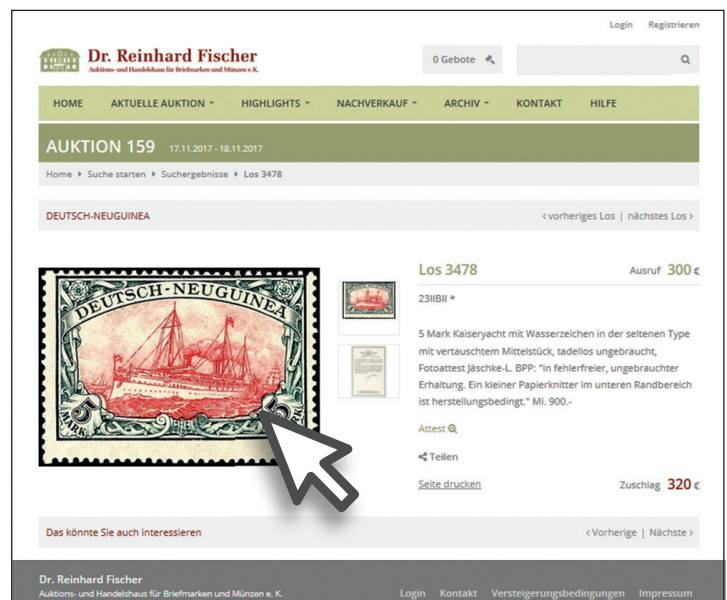 Login Registrieren
Dr. Reinhard Fischer
Auktions- und Handelshaus für Briefmarken und Münzen e.K.
0 Gebote
HOME AKTUELLE AUKTION HIGHLIGHTS NACHVERKAUF ARCHIV KONTAKT HILFE
AUKTION 159 17.11.2017 - 18.11.2017
Home Suche starten Suchergebnisse Los 3478
DEUTSCH-NEUGUINEA ‹ vorheriges Los | nächstes Los ›
DEUTSCH-NEUGUINEA
5 MARK
5
Los 3478 Ausruf 300 €
23IIBII *
5 Mark Kaiseryacht mit Wasserzeichen in der seltenen Type
mit vertauschtem Mittelstück, tadellos ungebraucht,
Fotoattest Jäschke-L. BPP: "in fehlerfreier, ungebrauchter
Erhaltung. Ein kleiner Papierknitter im unteren Randbereich
ist herstellungsbedingt." Mi. 900.-
Attest
Teilen
Seite drucken Zuschlag 320 €
Das könnte Sie auch interessieren ‹ Vorherige | Nächste ›
Dr. Reinhard Fischer
Auktions- und Handelshaus für Briefmarken und Münzen e. K.
Login Kontakt Versteigerungsbedingungen Impressum